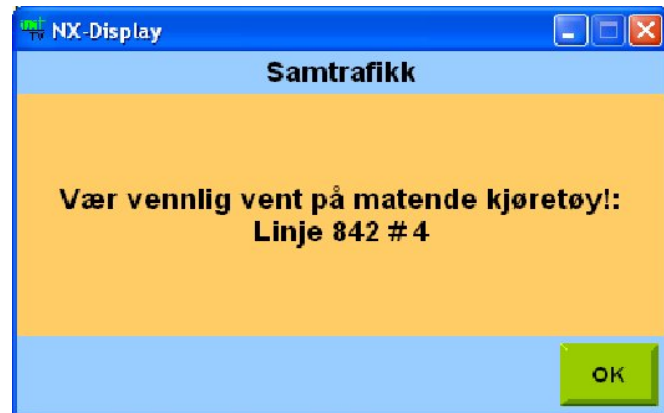 NX-Display
Samtrafikk
Vær vennlig vent på matende kjøretøy!:
Linje 842 # 4
OK